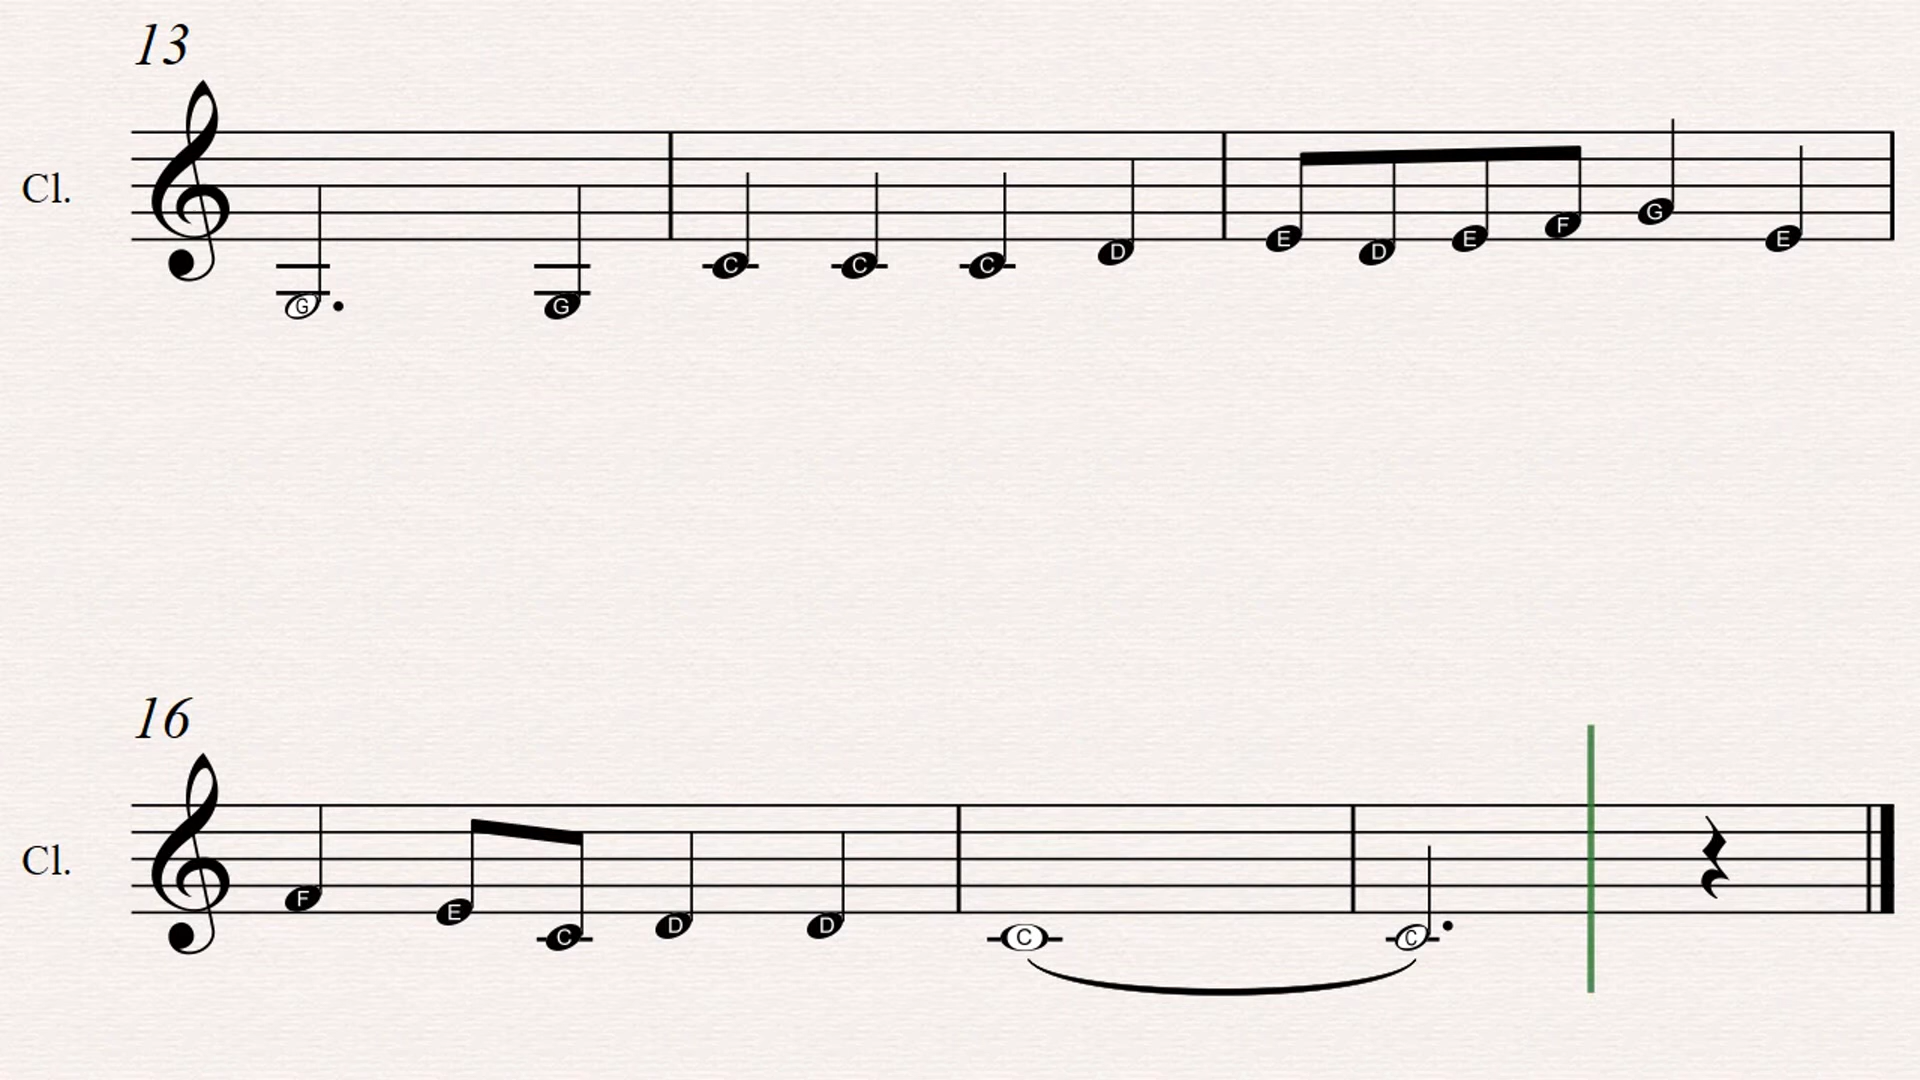 13
Cl.
G G C C C D E D E F G E
16
Cl.
F E C D D C C